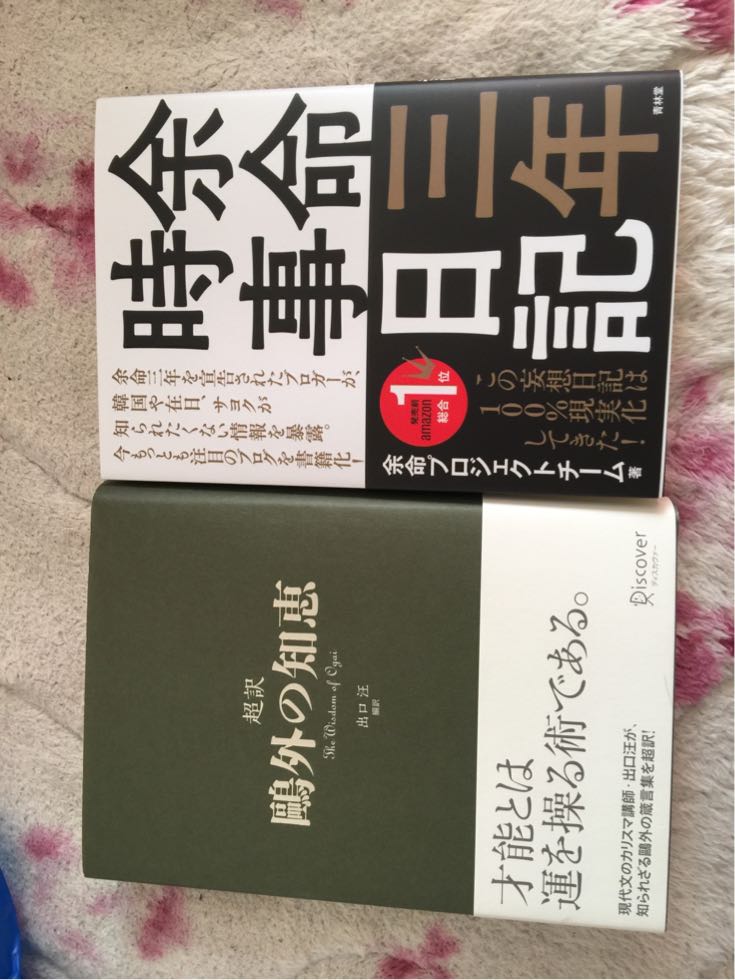 余命三年
時事日記
余命三年を宣告されたブロガーが、
韓国や在日、サヨクが
知られたくない情報を暴露。
今もっとも注目のブログを書籍化!
発売前
amazon
総合
1位
この妄想日記は
100%現実化
してきた!
余命プロジェクトチーム 著
青林堂
超訳
鷗外の知恵
The Wisdom of Ogai
出口 汪
編訳
才能とは
運を操る術である。
現代文のカリスマ講師・出口汪が、
知られざる鷗外の箴言集を超訳!
Discover
ディスカヴァー